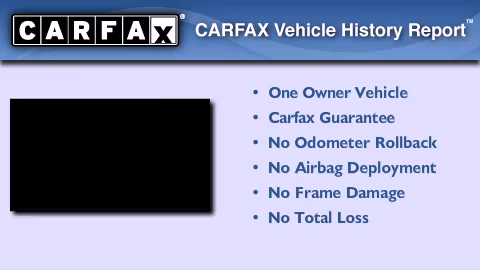 CARFAX® CARFAX Vehicle History Report™
• One Owner Vehicle
• Carfax Guarantee
• No Odometer Rollback
• No Airbag Deployment
• No Frame Damage
• No Total Loss